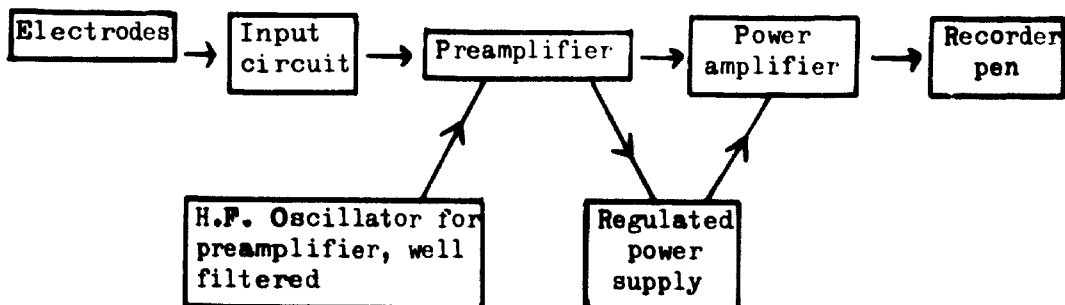 Electrodes
Input
circuit
Preamplifier
Power
amplifier
Recorder
pen
H.F. Oscillator for
preamplifier, well
filtered
Regulated
power
supply